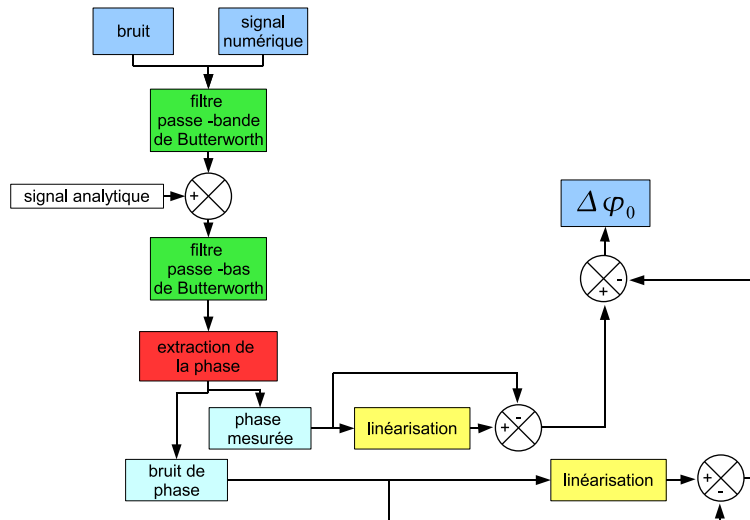 bruit
signal
numérique
filtre
passe -bande
de Butterworth
signal analytique
+
filtre
passe -bas
de Butterworth
Δ φ₀
-
+
extraction de
la phase
phase
mesurée
linéarisation
-
+
bruit de
phase
linéarisation
+
-